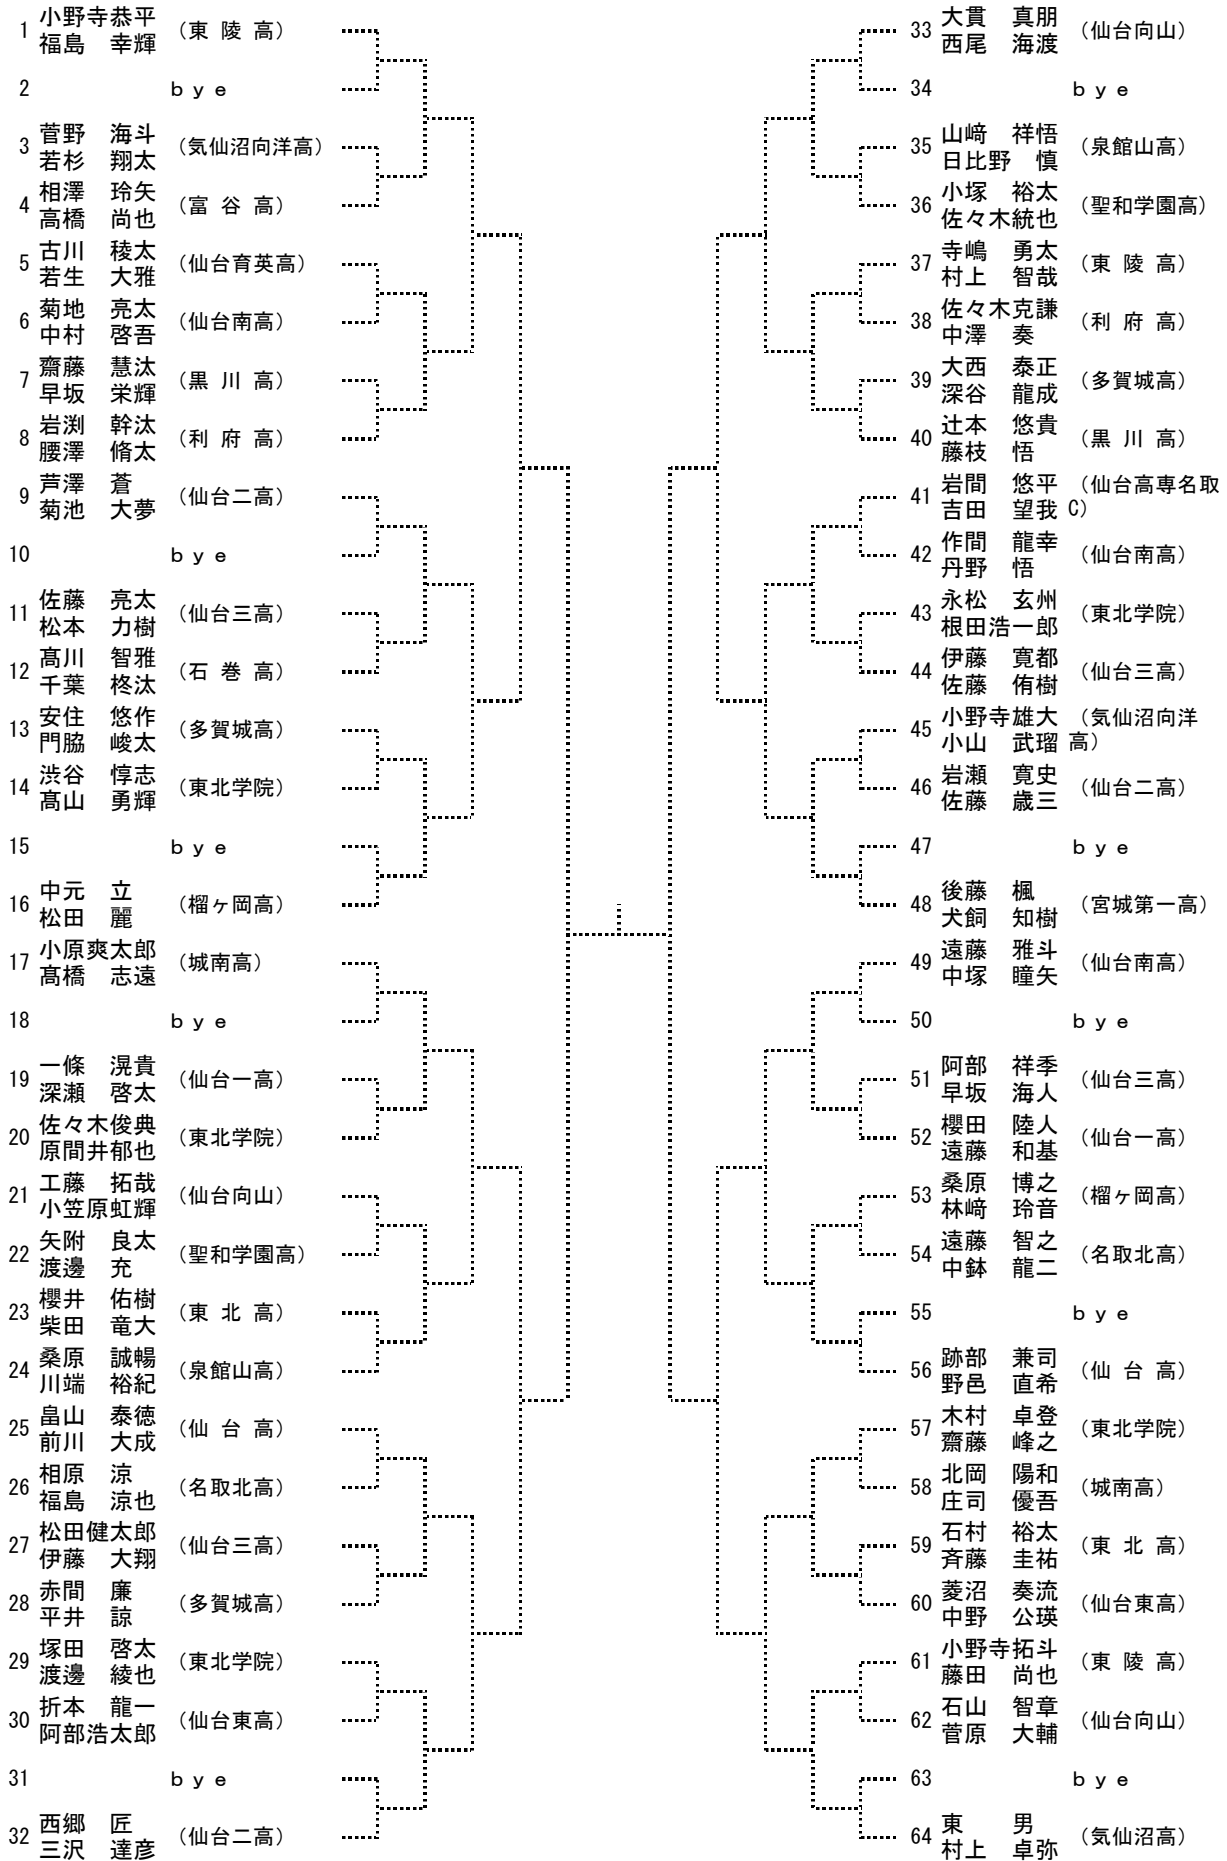 1 小野寺恭平 (東 陵 高)
福島　幸輝
2 ｂｙｅ
3 菅野　海斗 (気仙沼向洋高)
若杉　翔太
4 相澤　玲矢 (富 谷 高)
高橋　尚也
5 古川　稜太 (仙台育英高)
若生　大雅
6 菊地　亮太 (仙台南高)
中村　啓吾
7 齋藤　慧汰 (黒 川 高)
早坂　栄輝
8 岩渕　幹汰 (利 府 高)
腰澤　脩太
9 芦澤　蒼 (仙台二高)
菊池　大夢
10 ｂｙｅ
11 佐藤　亮太 (仙台三高)
松本　力樹
12 髙川　智雅 (石 巻 高)
千葉　柊汰
13 安住　悠作 (多賀城高)
門脇　峻太
14 渋谷　惇志 (東北学院)
髙山　勇輝
15 ｂｙｅ
16 中元　立 (榴ヶ岡高)
松田　麗
17 小原爽太郎 (城南高)
髙橋　志遠
18 ｂｙｅ
19 一條　滉貴 (仙台一高)
深瀬　啓太
20 佐々木俊典 (東北学院)
原間井郁也
21 工藤　拓哉 (仙台向山)
小笠原虹輝
22 矢附　良太 (聖和学園高)
渡邊　充
23 櫻井　佑樹 (東 北 高)
柴田　竜大
24 桑原　誠暢 (泉館山高)
川端　裕紀
25 畠山　泰徳 (仙 台 高)
前川　大成
26 相原　涼 (名取北高)
福島　涼也
27 松田健太郎 (仙台三高)
伊藤　大翔
28 赤間　廉 (多賀城高)
平井　諒
29 塚田　啓太 (東北学院)
渡邊　綾也
30 折本　龍一 (仙台東高)
阿部浩太郎
31 ｂｙｅ
32 西郷　匠 (仙台二高)
三沢　達彦
33 大貫　真朋 (仙台向山)
西尾　海渡
34 ｂｙｅ
35 山﨑　祥悟 (泉館山高)
日比野　慎
36 小塚　裕太 (聖和学園高)
佐々木統也
37 寺嶋　勇太 (東 陵 高)
村上　智哉
38 佐々木克謙 (利 府 高)
中澤　奏
39 大西　泰正 (多賀城高)
深谷　龍成
40 辻本　悠貴 (黒 川 高)
藤枝　悟
41 岩間　悠平 (仙台高専名取
吉田　望我 C)
42 作間　龍幸 (仙台南高)
丹野　悟
43 永松　玄州 (東北学院)
根田浩一郎
44 伊藤　寛都 (仙台三高)
佐藤　侑樹
45 小野寺雄大 (気仙沼向洋
小山　武瑠 高)
46 岩瀬　寛史 (仙台二高)
佐藤　歳三
47 ｂｙｅ
48 後藤　楓 (宮城第一高)
犬飼　知樹
49 遠藤　雅斗 (仙台南高)
中塚　瞳矢
50 ｂｙｅ
51 阿部　祥季 (仙台三高)
早坂　海人
52 櫻田　陸人 (仙台一高)
遠藤　和基
53 桑原　博之 (榴ヶ岡高)
林﨑　玲音
54 遠藤　智之 (名取北高)
中鉢　龍二
55 ｂｙｅ
56 跡部　兼司 (仙 台 高)
野邑　直希
57 木村　卓登 (東北学院)
齋藤　峰之
58 北岡　陽和 (城南高)
庄司　優吾
59 石村　裕太 (東 北 高)
斉藤　圭祐
60 菱沼　奏流 (仙台東高)
中野　公瑛
61 小野寺拓斗 (東 陵 高)
藤田　尚也
62 石山　智章 (仙台向山)
菅原　大輔
63 ｂｙｅ
64 東　　男 (気仙沼高)
村上　卓弥